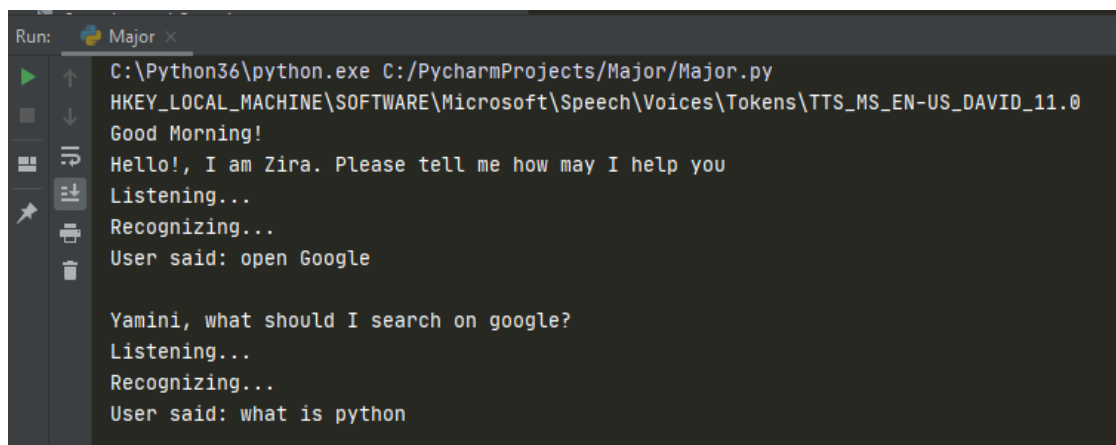 Run:
Major
C:\Python36\python.exe C:/PycharmProjects/Major/Major.py
HKEY_LOCAL_MACHINE\SOFTWARE\Microsoft\Speech\Voices\Tokens\TTS_MS_EN-US_DAVID_11.0
Good Morning!
Hello!, I am Zira. Please tell me how may I help you
Listening...
Recognizing...
User said: open Google
Yamini, what should I search on google?
Listening...
Recognizing...
User said: what is python